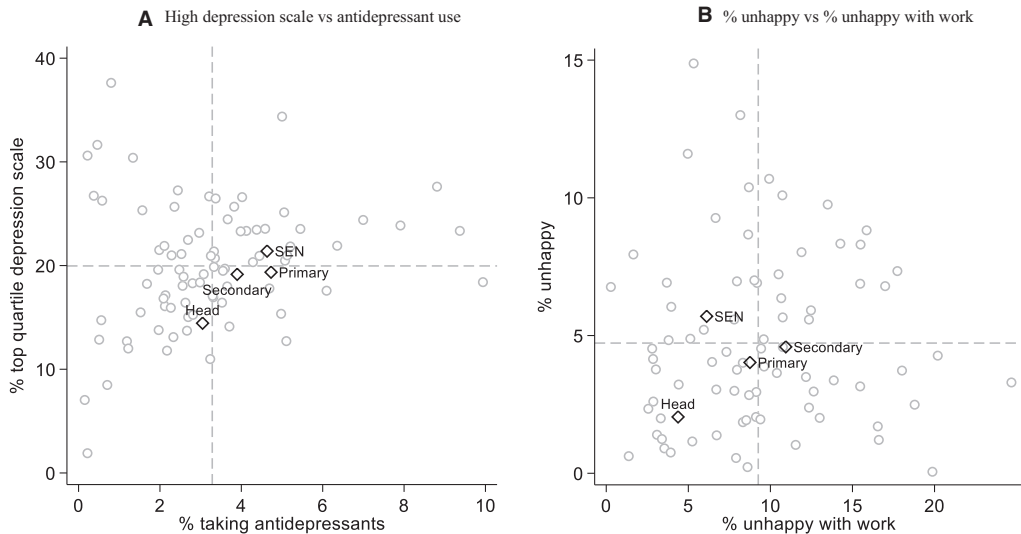 A High depression scale vs antidepressant use
% top quartile depression scale
40
30
20
10
0
SEN
Primary
Secondary
Head
0 2 4 6 8 10
% taking antidepressants
B % unhappy vs % unhappy with work
% unhappy
15
10
5
0
SEN
Secondary
Primary
Head
0 5 10 15 20
% unhappy with work